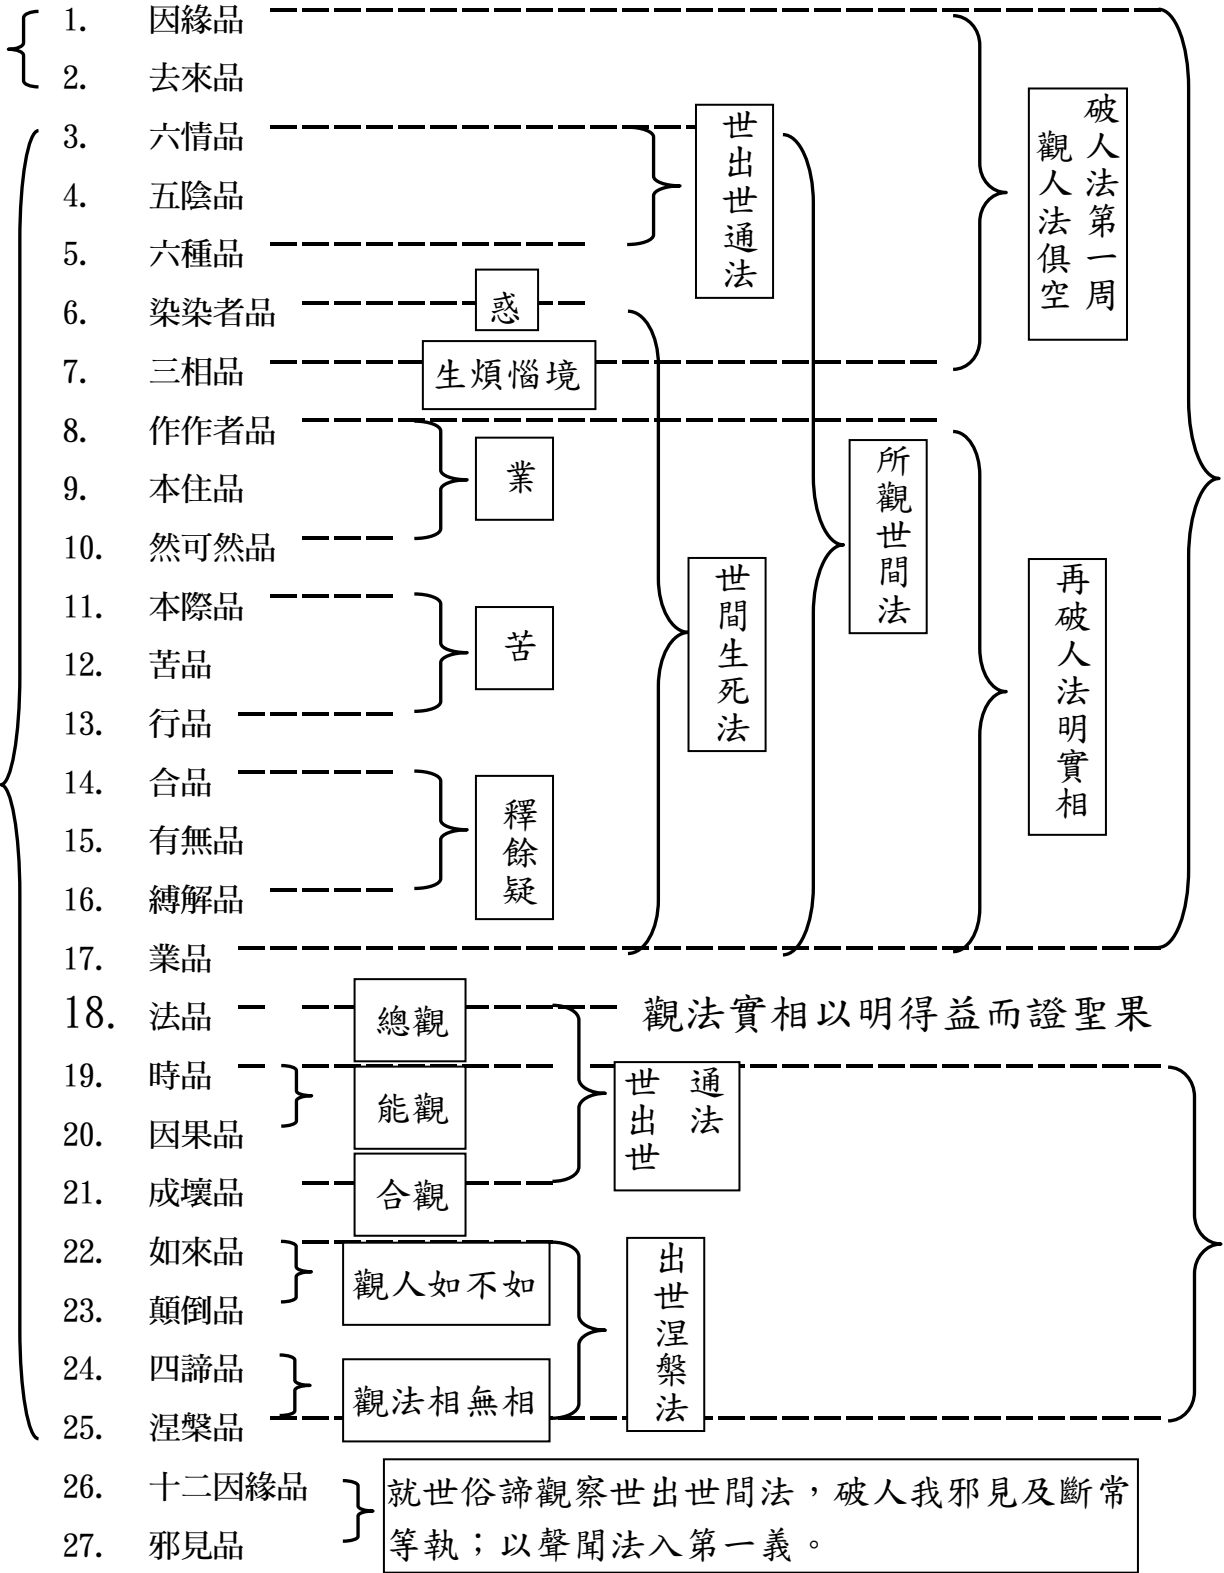 1. 因緣品
2. 去來品
3. 六情品
4. 五陰品
5. 六種品
6. 染染者品 惑
7. 三相品 生煩惱境
8. 作作者品
9. 本住品 業
10. 然可然品
11. 本際品
12. 苦品 苦
13. 行品
14. 合品
15. 有無品 釋餘疑
16. 縛解品
17. 業品
18. 法品 總觀 觀法實相以明得益而證聖果
19. 時品 能觀
20. 因果品
21. 成壞品 合觀
22. 如來品 觀人如不如
23. 顛倒品
24. 四諦品 觀法相無相
25. 涅槃品
26. 十二因緣品
27. 邪見品
就世俗諦觀察世出世間法,破人我邪見及斷常
等執;以聲聞法入第一義。
世出世通法
世間生死法
所觀世間法
破人法第一周
觀人法俱空
再破人法明實相
世出世
通法
出世涅槃法